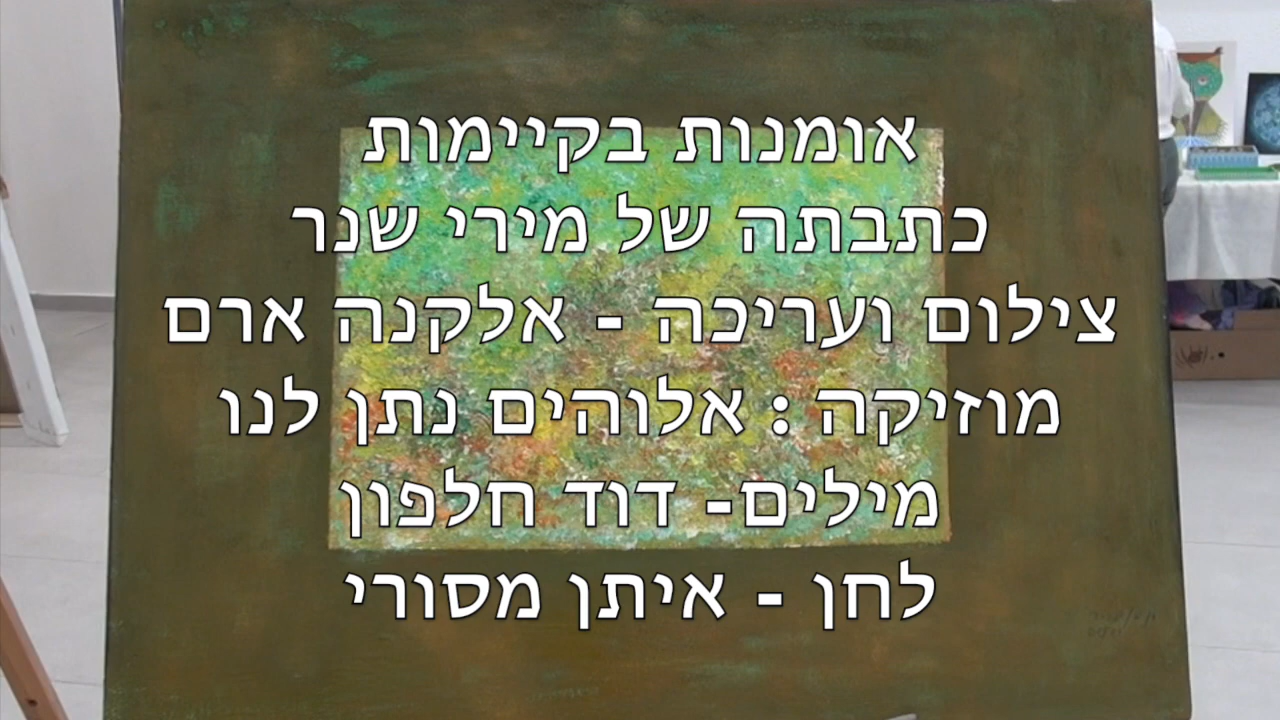 אומנות בקיימות
כתבתה של מירי שנר
צילום ועריכה - אלקנה ארם
מוזיקה : אלוהים נתן לנו
מילים- דוד חלפון
לחן - איתן מסורי